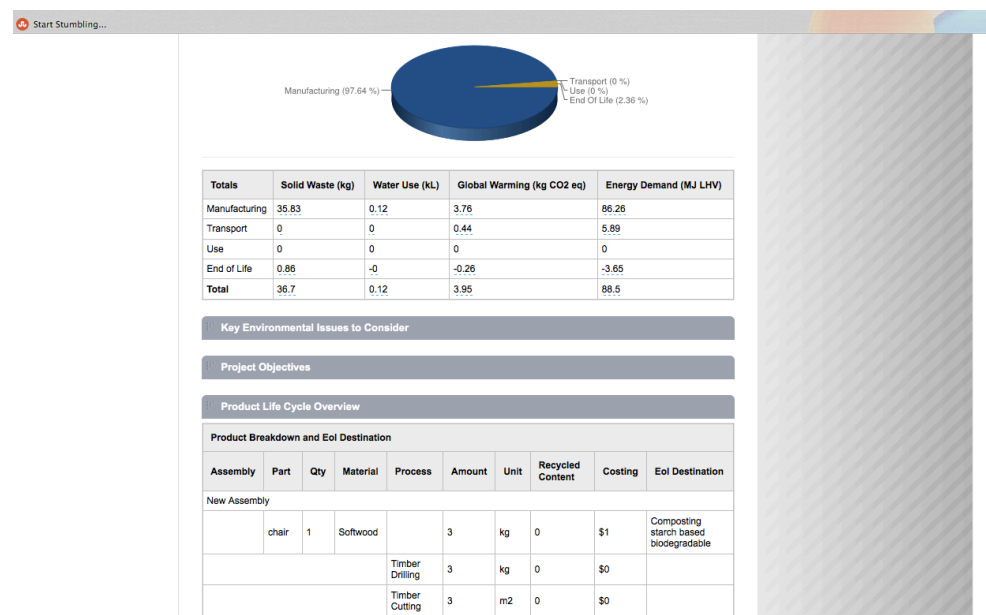 Start Stumbling...
Manufacturing (97.64 %)
Transport (0 %)
Use (0 %)
End Of Life (2.36 %)
Totals Solid Waste (kg) Water Use (kL) Global Warming (kg CO2 eq) Energy Demand (MJ LHV)
Manufacturing 35.83 0.12 3.76 86.26
Transport 0 0 0.44 5.89
Use 0 0 0 0
End of Life 0.86 -0 -0.26 -3.65
Total 36.7 0.12 3.95 88.5
Key Environmental Issues to Consider
Project Objectives
Product Life Cycle Overview
Product Breakdown and Eol Destination
Assembly Part Qty Material Process Amount Unit Recycled Content Costing Eol Destination
New Assembly
chair 1 Softwood 3 kg 0 $1 Composting starch based biodegradable
Timber Drilling 3 kg 0 $0
Timber Cutting 3 m2 0 $0